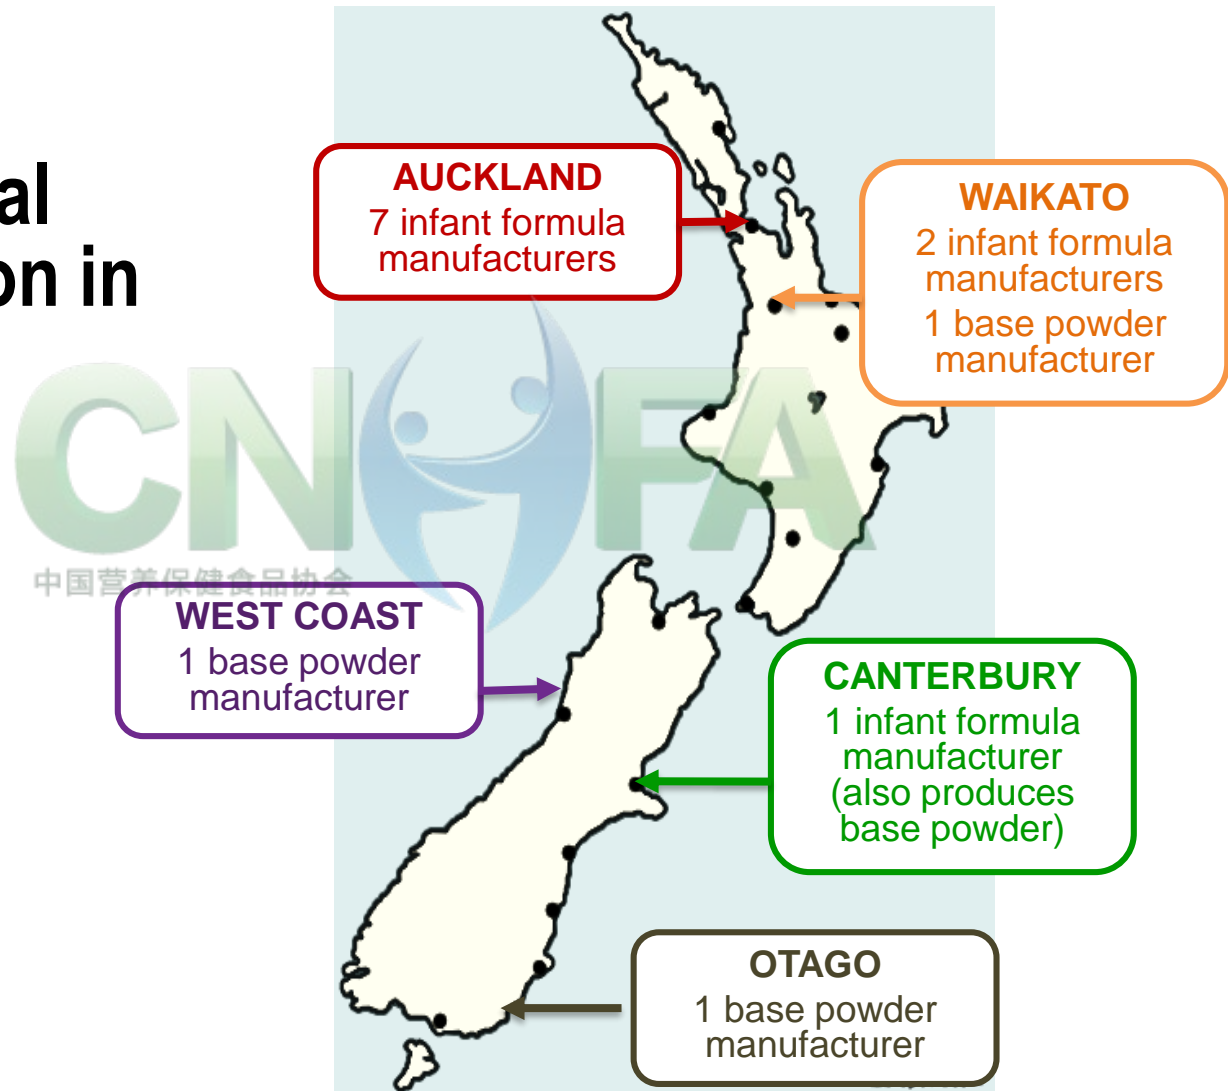 al
on in
AUCKLAND
7 infant formula
manufacturers
WAIKATO
2 infant formula
manufacturers
1 base powder
manufacturer
CNHFA
中国营养保健食品协会
WEST COAST
1 base powder
manufacturer
CANTERBURY
1 infant formula
manufacturer
(also produces
base powder)
OTAGO
1 base powder
manufacturer